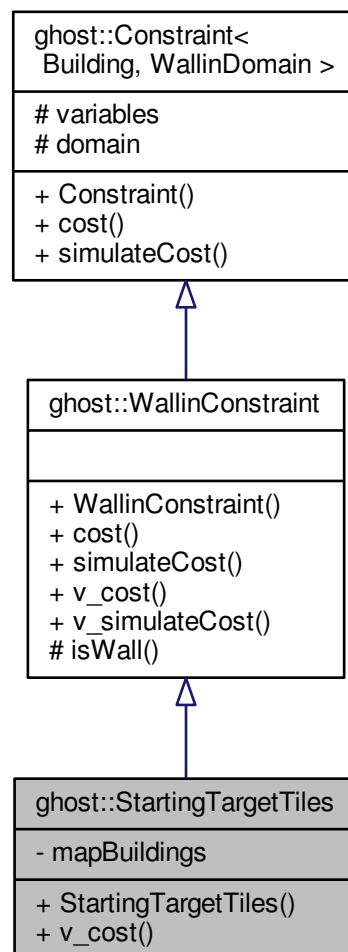 ghost::Constraint<
Building, WallinDomain >
# variables
# domain
+ Constraint()
+ cost()
+ simulateCost()
ghost::WallinConstraint
+ WallinConstraint()
+ cost()
+ simulateCost()
+ v_cost()
+ v_simulateCost()
# isWall()
ghost::StartingTargetTiles
- mapBuildings
+ StartingTargetTiles()
+ v_cost()